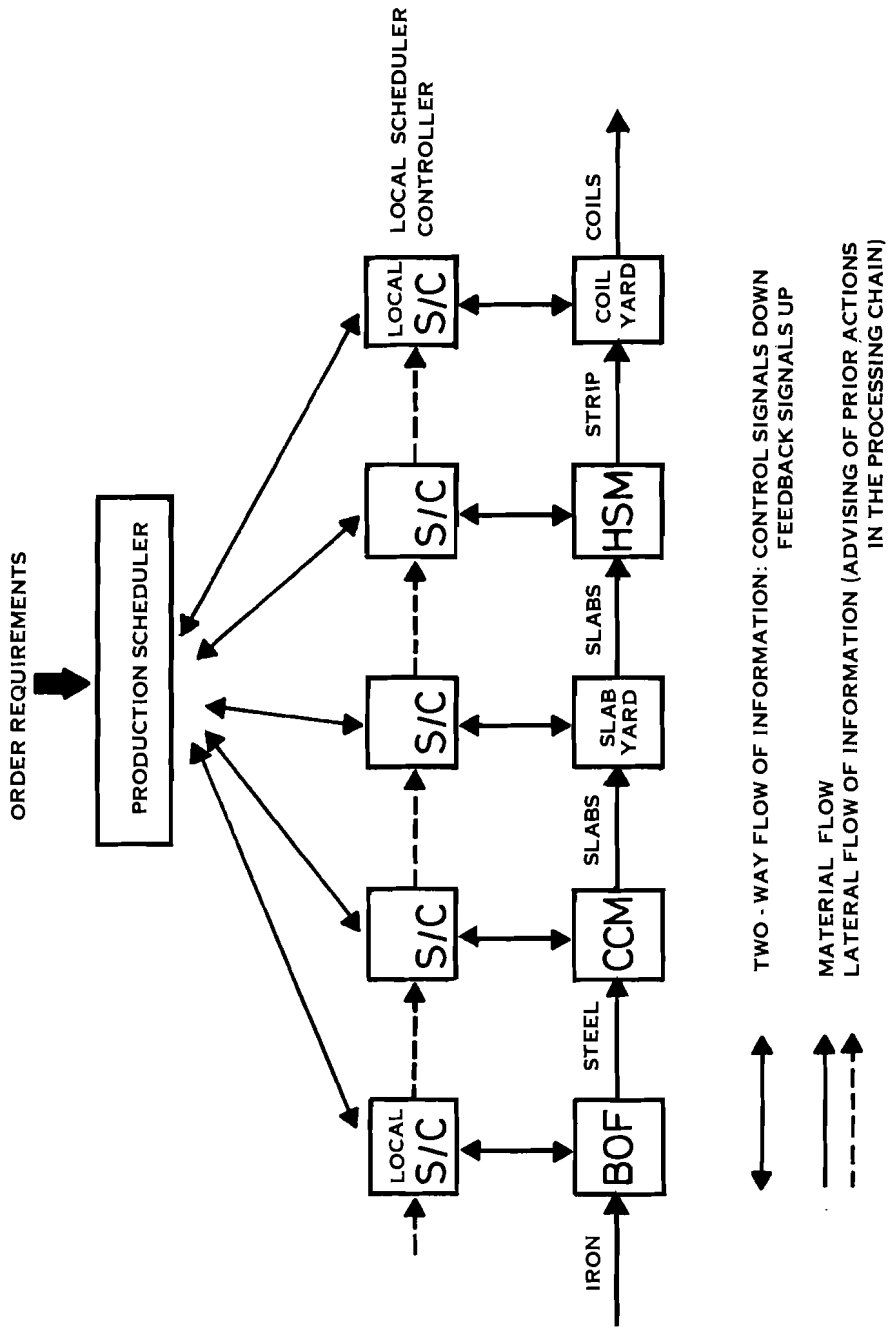 ORDER REQUIREMENTS
PRODUCTION SCHEDULER
LOCAL SCHEDULER
CONTROLLER
LOCAL
S/C
S/C
S/C
S/C
LOCAL
S/C
IRON
BOF
STEEL
CCM
SLABS
SLAB
YARD
SLABS
HSM
STRIP
COIL
YARD
COILS
TWO - WAY FLOW OF INFORMATION: CONTROL SIGNALS DOWN
FEEDBACK SIGNALS UP
MATERIAL FLOW
LATERAL FLOW OF INFORMATION (ADVISING OF PRIOR ACTIONS
IN THE PROCESSING CHAIN)